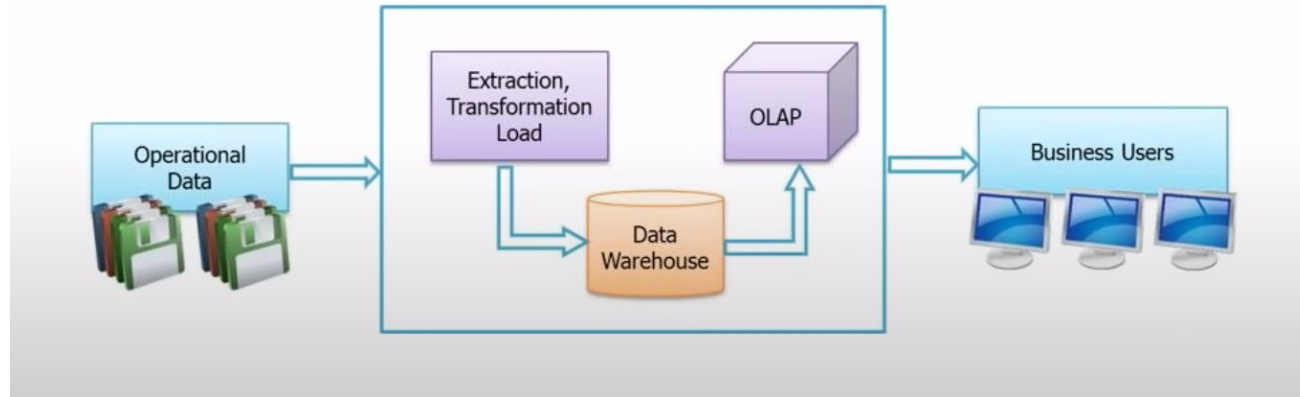 Operational
Data
Extraction,
Transformation
Load
Data
Warehouse
OLAP
Business Users